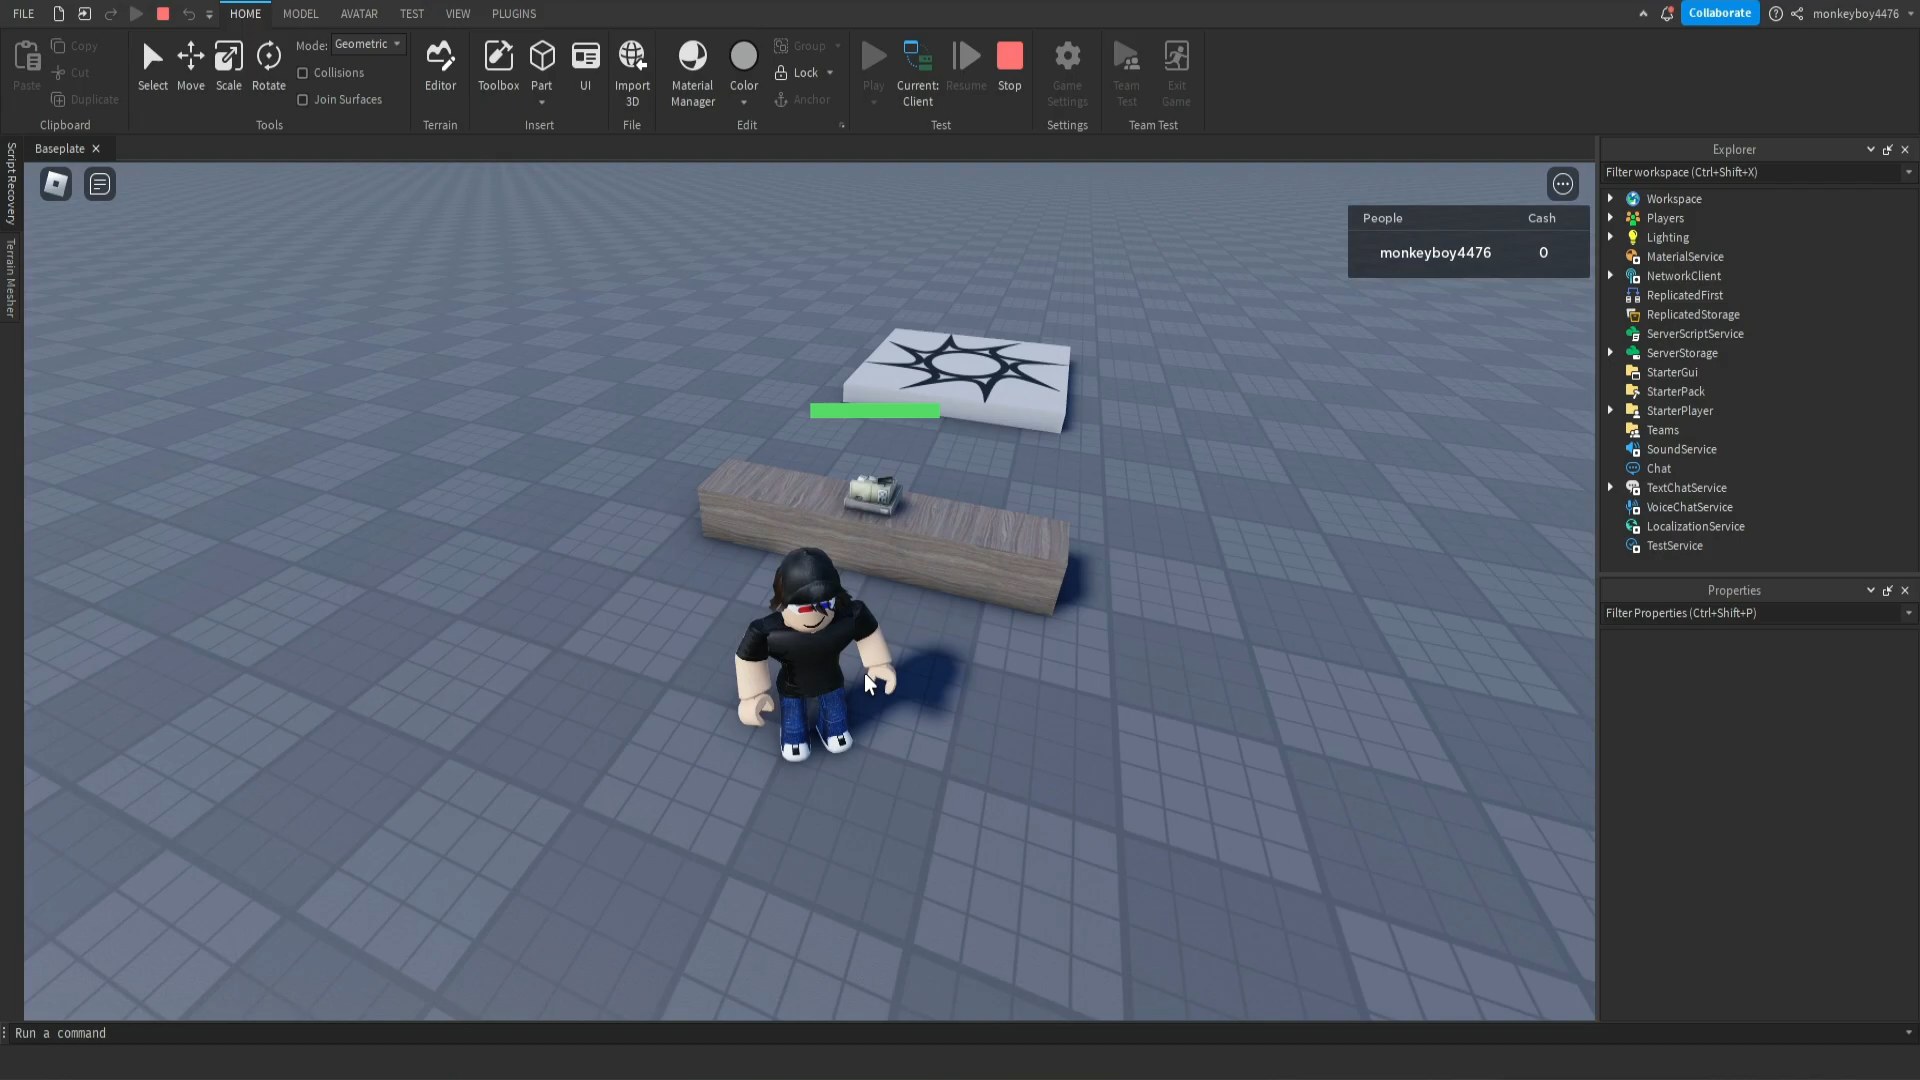 FILE HOME MODEL AVATAR TEST VIEW PLUGINS
Collaborate monkeyboy4476
Paste
Copy
Cut
Duplicate
Clipboard
Select Move Scale Rotate
Mode: Geometric
Collisions
Join Surfaces
Tools
Editor
Terrain
Toolbox Part UI
Insert
Import
3D
File
Material
Manager
Color
Group
Lock
Anchor
Edit
Play
Current:
Client
Resume
Stop
Test
Game
Settings
Settings
Team
Test
Exit
Game
Team Test
Script Recovery
Terrain Mesher
Baseplate
People Cash
monkeyboy4476 0
Explorer
Filter workspace (Ctrl+Shift+X)
Workspace
Players
Lighting
MaterialService
NetworkClient
ReplicatedFirst
ReplicatedStorage
ServerScriptService
ServerStorage
StarterGui
StarterPack
StarterPlayer
Teams
SoundService
Chat
TextChatService
VoiceChatService
LocalizationService
TestService
Properties
Filter Properties (Ctrl+Shift+P)
Run a command